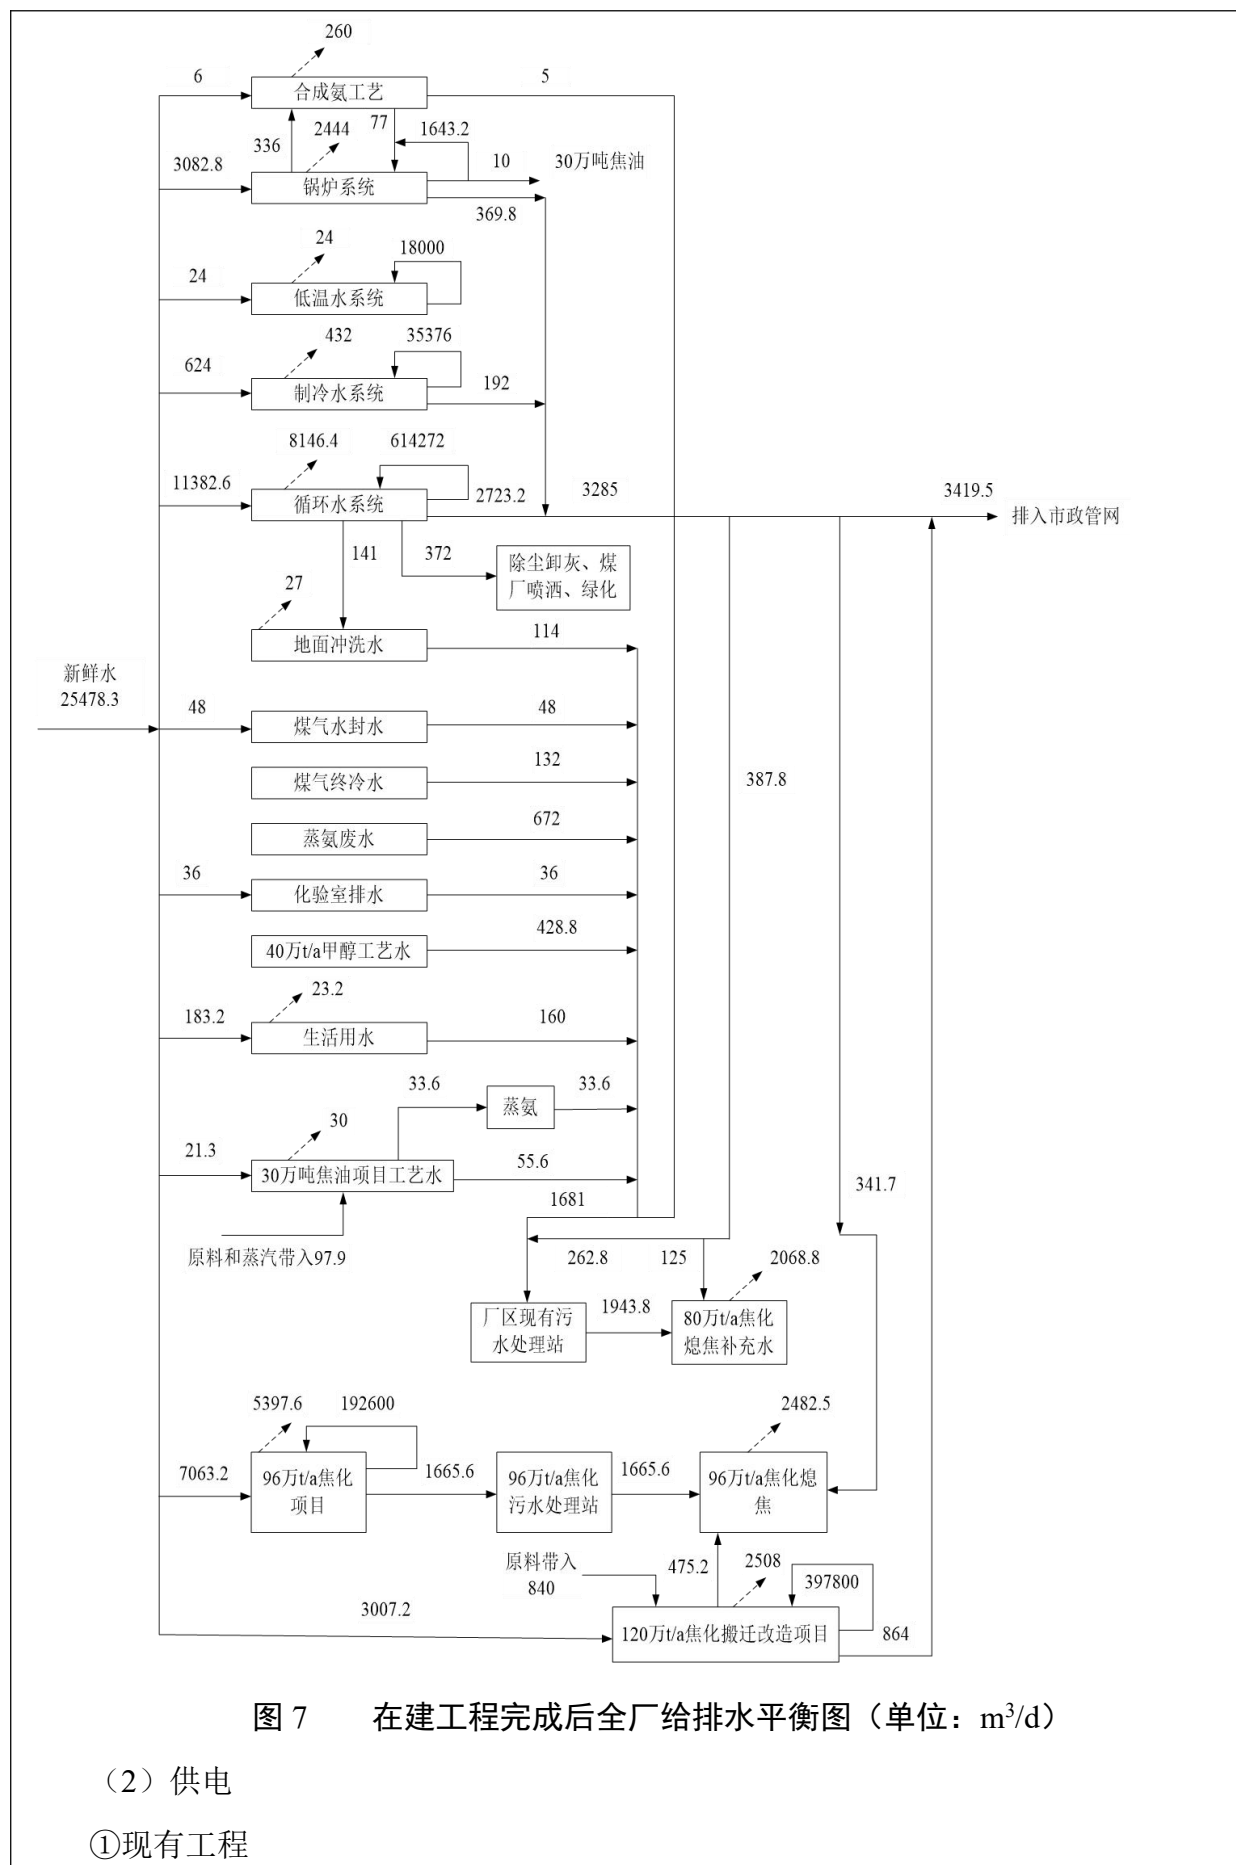 260
6
合成氨工艺
5
336
2444
77
1643.2
3082.8
锅炉系统
10
30万吨焦油
369.8
24
18000
24
低温水系统
432
35376
624
制冷水系统
192
8146.4
614272
11382.6
循环水系统
2723.2
3285
3419.5
排入市政管网
141
372
除尘卸灰、煤
厂喷洒、绿化
27
地面冲洗水
114
新鲜水
25478.3
48
煤气水封水
48
煤气终冷水
132
387.8
蒸氨废水
672
36
化验室排水
36
40万t/a甲醇工艺水
428.8
23.2
183.2
生活用水
160
33.6
蒸氨
33.6
30
21.3
30万吨焦油项目工艺水
55.6
1681
341.7
原料和蒸汽带入97.9
262.8
125
2068.8
厂区现有污
水处理站
1943.8
80万t/a焦化
熄焦补充水
5397.6
192600
2482.5
7063.2
96万t/a焦化
项目
1665.6
96万t/a焦化
污水处理站
1665.6
96万t/a焦化熄
焦
原料带入
840
475.2
2508
397800
3007.2
120万t/a焦化搬迁改造项目
864
图 7 在建工程完成后全厂给排水平衡图（单位：m³/d）
（2）供电
①现有工程